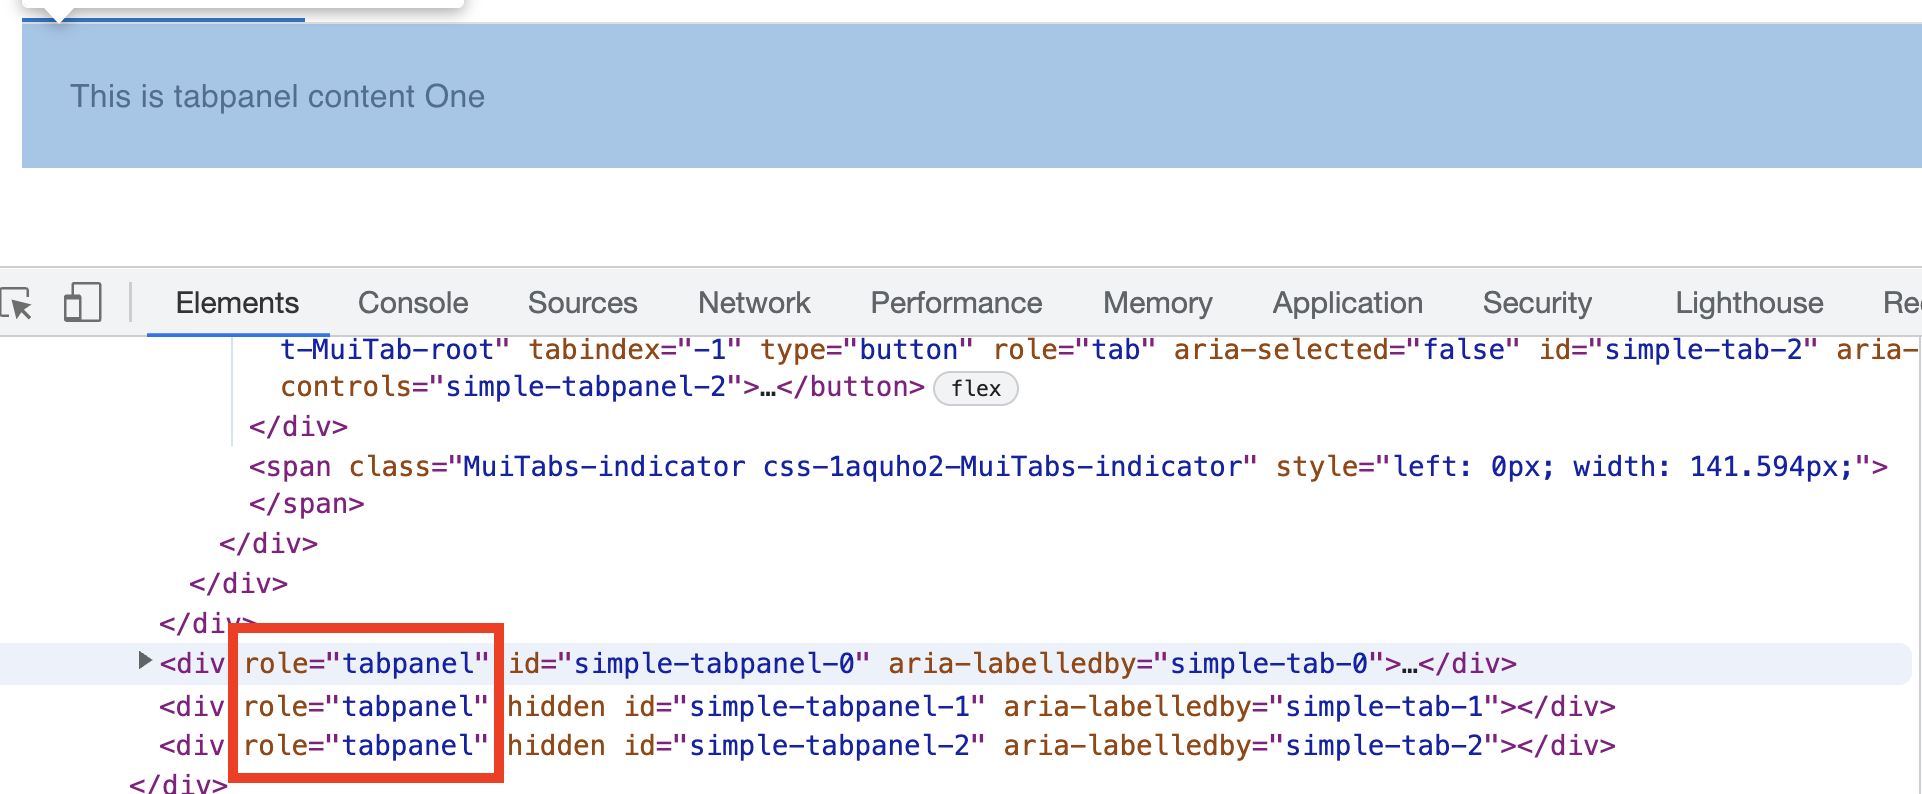 This is tabpanel content One
Elements Console Sources Network Performance Memory Application Security Lighthouse
t-MuiTab-root" tabindex="-1" type="button" role="tab" aria-selected="false" id="simple-tab-2" aria-
controls="simple-tabpanel-2">…</button> flex
</div>
<span class="MuiTabs-indicator css-1aquho2-MuiTabs-indicator" style="left: 0px; width: 141.594px;">
</span>
</div>
</div>
</div>
<div role="tabpanel" id="simple-tabpanel-0" aria-labelledby="simple-tab-0">…</div>
<div role="tabpanel" hidden id="simple-tabpanel-1" aria-labelledby="simple-tab-1"></div>
<div role="tabpanel" hidden id="simple-tabpanel-2" aria-labelledby="simple-tab-2"></div>
</div>